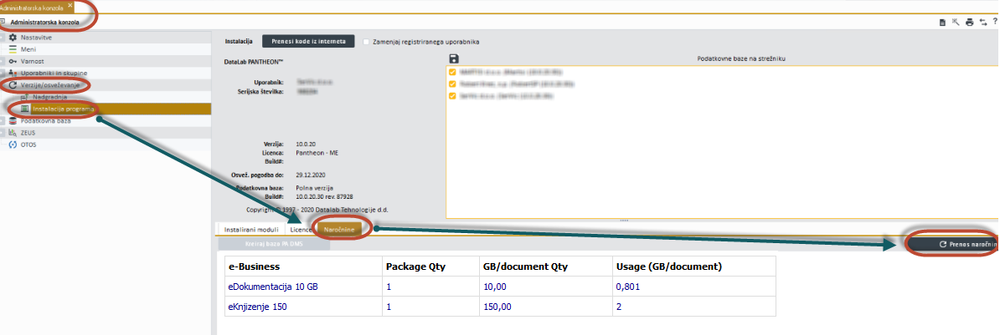 Administratorska konzola
Administratorska konzola
Nastavitve
Meni
Varnost
Uporabniki in skupine
Verzije/osveževanje
Nadgradnja
Instalacija programa
Podatkovna baza
ZEUS
OTOS
Instalacija Prenesi kode iz interneta Zamenjaj registriranega uporabnika
DataLab PANTHEON™
Uporabnik:
Serijska številka:
Podatkovne baze na strežniku
Verzija: 10.0.20
Licenca: Pantheon - ME
Build#:
Osvež. pogodba do: 29.12.2020
Podatkovna baza: Polna verzija
Build#: 10.0.20.30 rev. 87928
Copyright © 1997 - 2020 Datalab Tehnologije d.d.
Instalirani moduli Licence Naročnine
Kreiraj bazo PA DMS Prenos naročnin
e-Business Package Qty GB/document Qty Usage (GB/document)
eDokumentacija 10 GB 1 10,00 0,801
eKnjizenje 150 1 150,00 2